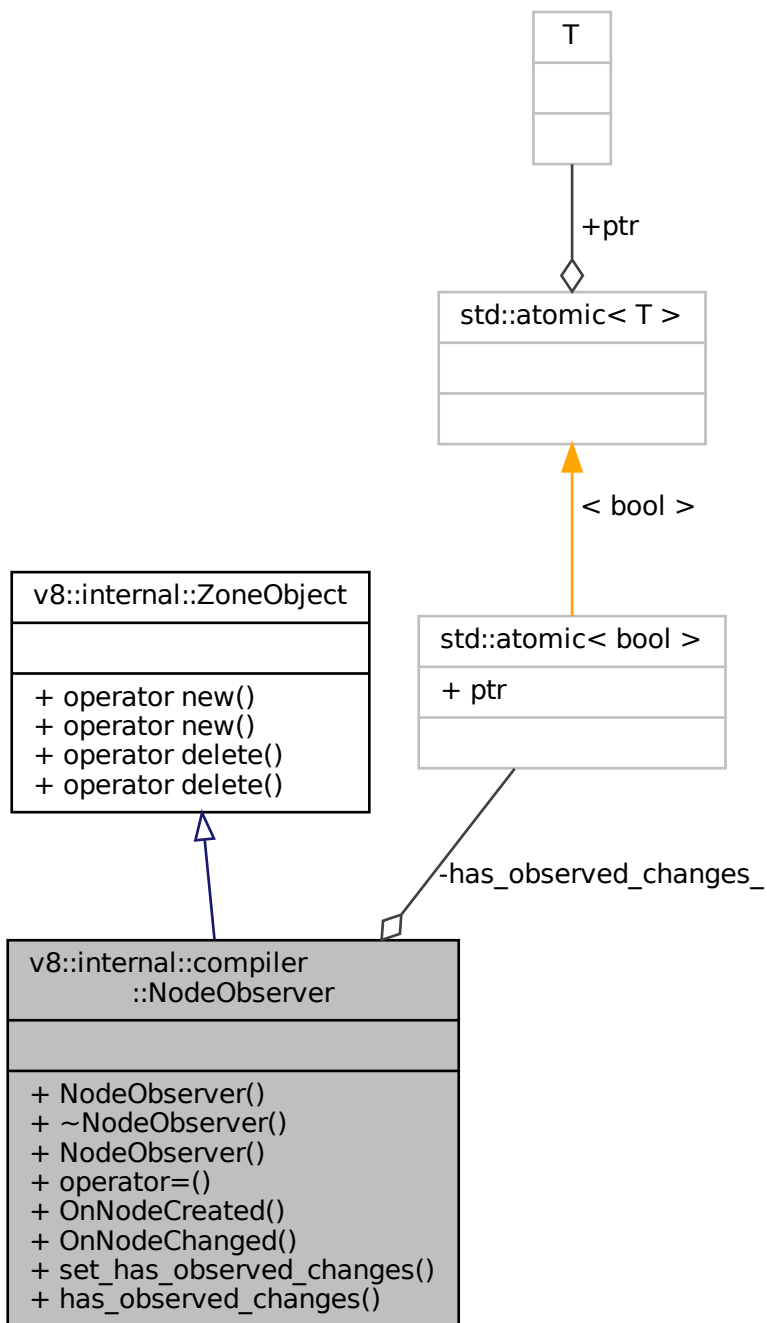 T
+ptr
std::atomic< T >
< bool >
v8::internal::ZoneObject
+ operator new()
+ operator new()
+ operator delete()
+ operator delete()
std::atomic< bool >
+ ptr
-has_observed_changes_
v8::internal::compiler
::NodeObserver
+ NodeObserver()
+ ~NodeObserver()
+ NodeObserver()
+ operator=()
+ OnNodeCreated()
+ OnNodeChanged()
+ set_has_observed_changes()
+ has_observed_changes()